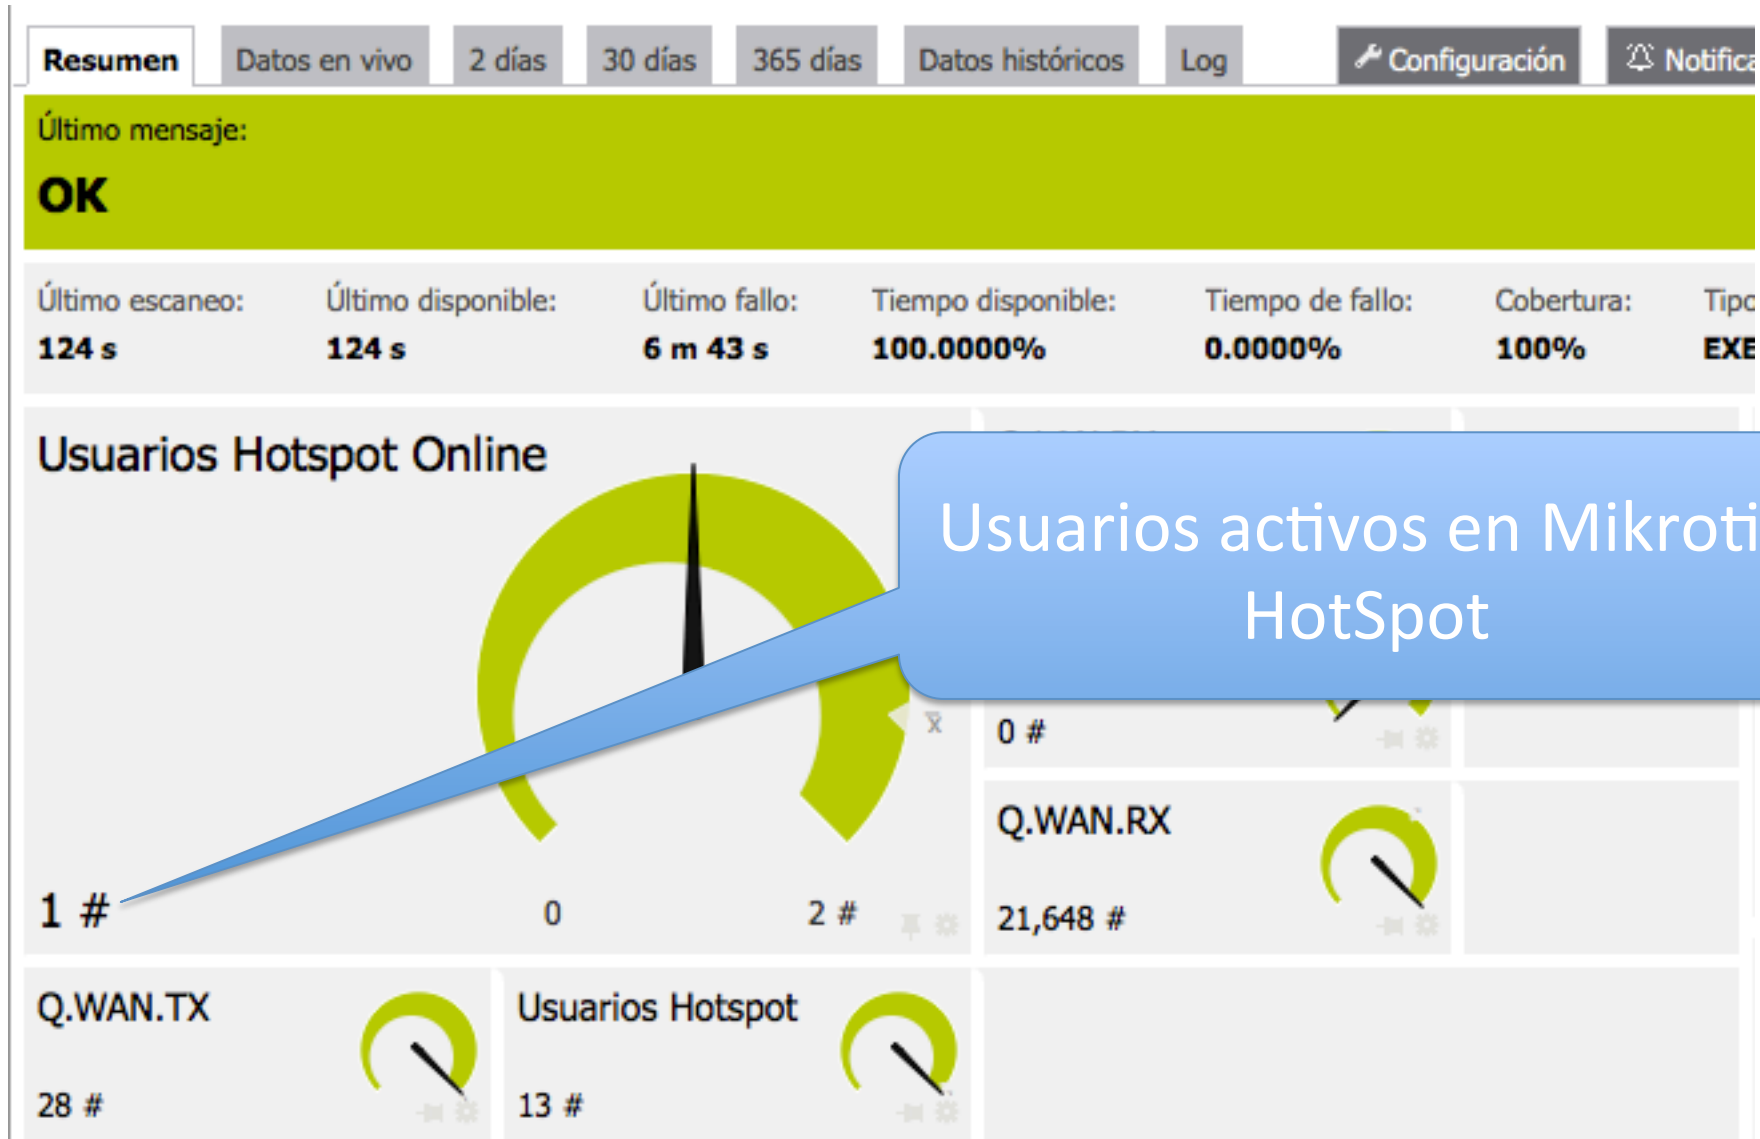 Resumen Datos en vivo 2 días 30 días 365 días Datos históricos Log Configuración
Último mensaje:
OK
Último escaneo: Último disponible: Último fallo: Tiempo disponible: Tiempo de fallo: Cobertura:
124 s 124 s 6 m 43 s 100.0000% 0.0000% 100%
Usuarios Hotspot Online
Usuarios activos en
HotSpot
0 #
Q.WAN.RX
1 # 0 2 # 21,648 #
Q.WAN.TX Usuarios Hotspot
28 # 13 #